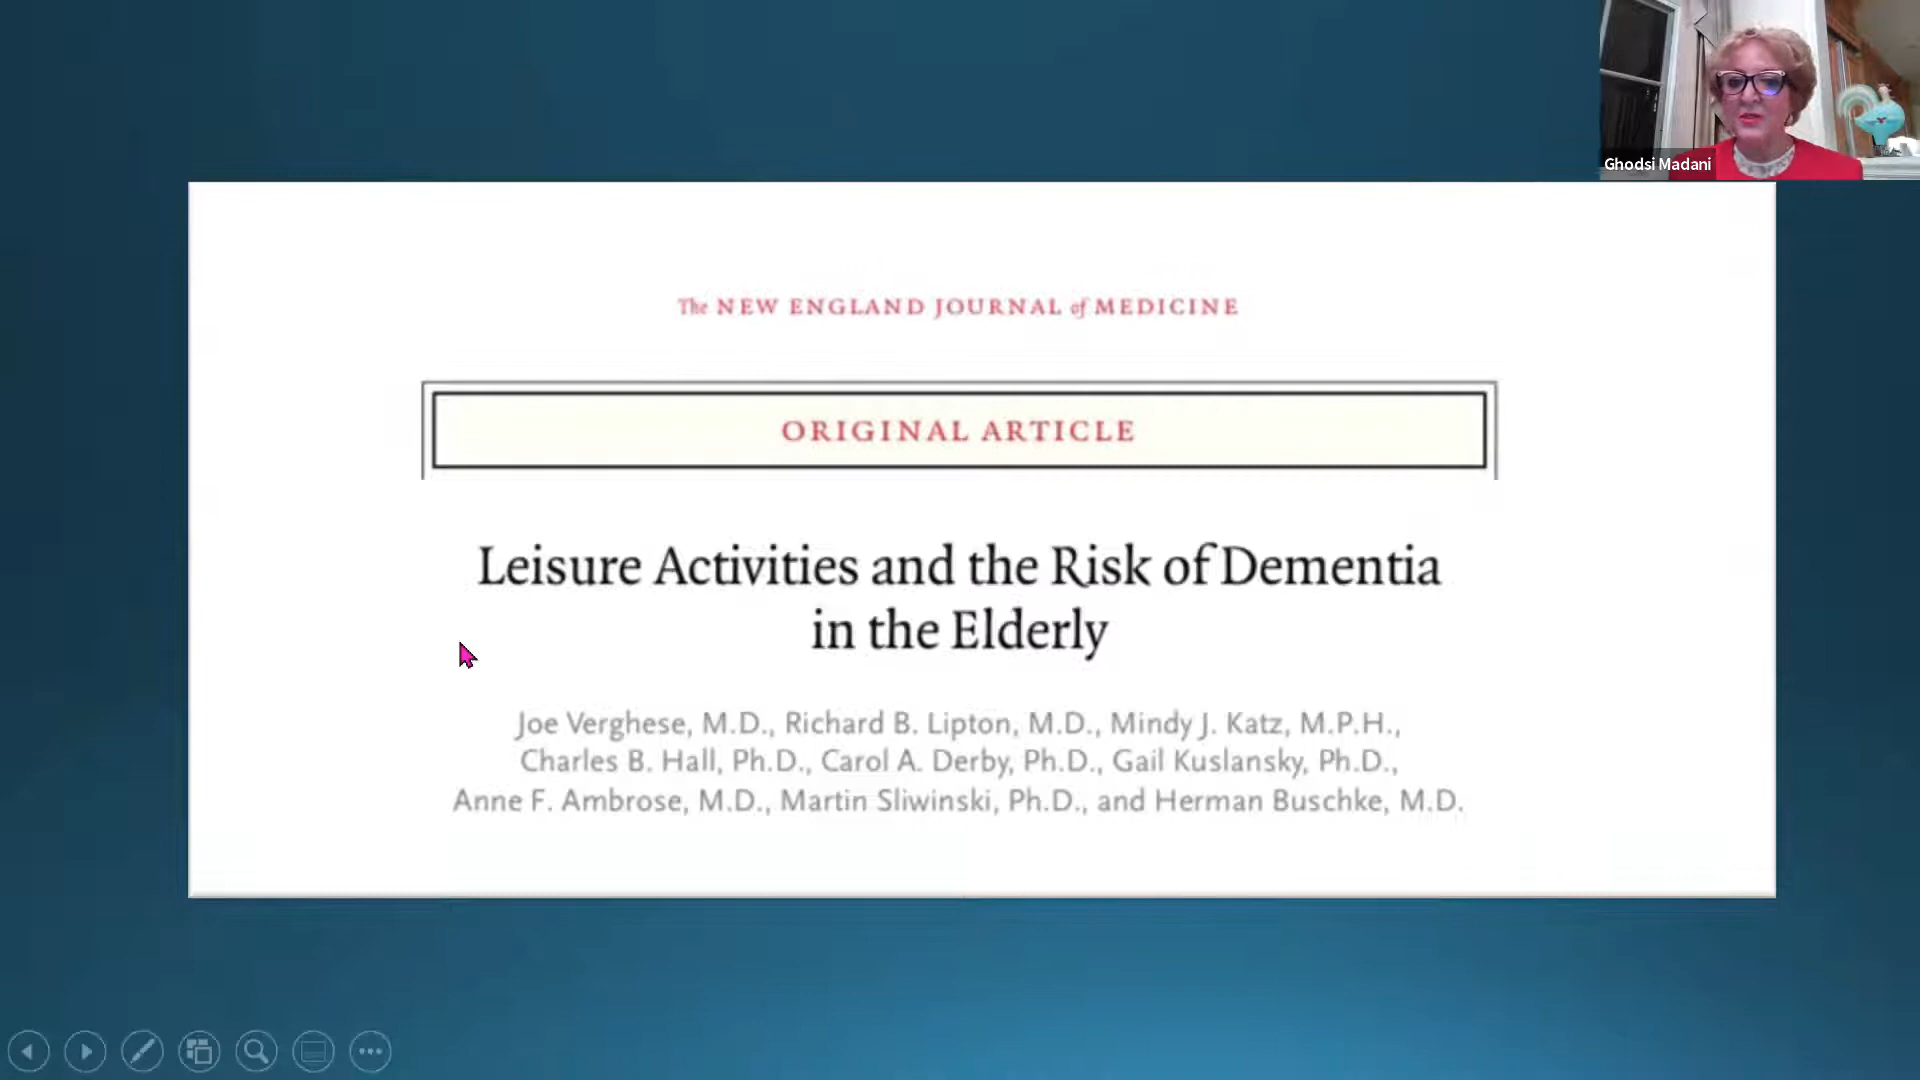 Ghodsi Madani
The NEW ENGLAND JOURNAL of MEDICINE
ORIGINAL ARTICLE
Leisure Activities and the Risk of Dementia
in the Elderly
Joe Verghese, M.D., Richard B. Lipton, M.D., Mindy J. Katz, M.P.H.,
Charles B. Hall, Ph.D., Carol A. Derby, Ph.D., Gail Kuslansky, Ph.D.,
Anne F. Ambrose, M.D., Martin Sliwinski, Ph.D., and Herman Buschke, M.D.